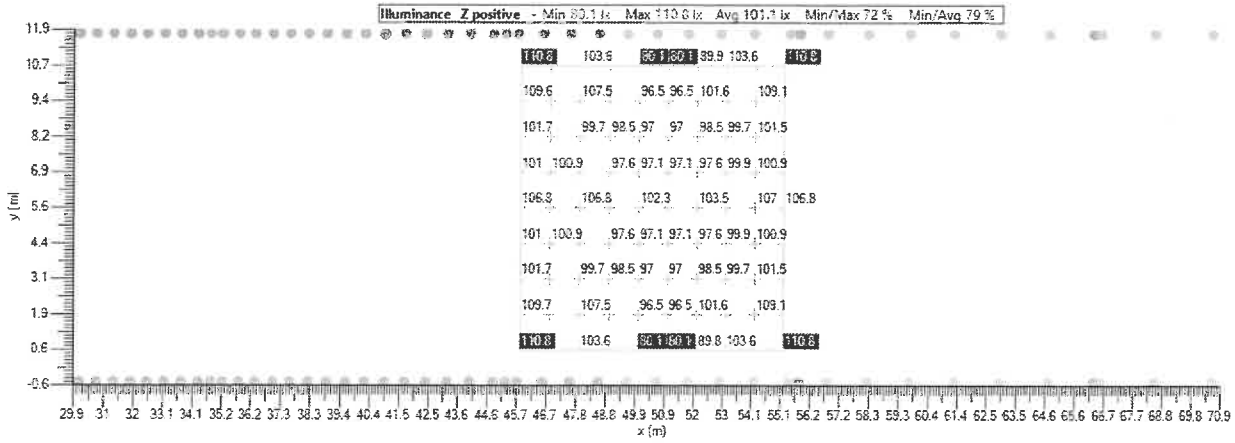 Illuminance Z positive - Min 80.1 lx Max 110.8 lx Avg 101.1 lx Min/Max 72 % Min/Avg 79 %
11.9
10.7 110.8 103.6 80.1 80.1 89.9 103.6 110.8
9.4 109.6 107.5 96.5 96.5 101.6 109.1
8.2 101.7 99.7 98.5 97 97 98.5 99.7 101.5
6.9 101 100.9 97.6 97.1 97.1 97.6 99.9 100.9
5.6 106.8 106.8 102.3 103.5 107 106.8
4.4 101 100.9 97.6 97.1 97.1 97.6 99.9 100.9
3.1 101.7 99.7 98.5 97 97 98.5 99.7 101.5
1.9 109.7 107.5 96.5 96.5 101.6 109.1
0.6 110.8 103.6 80.1 80.1 89.8 103.6 110.8
-0.6
y [m]
29.9 31 32 33.1 34.1 35.2 36.2 37.3 38.3 39.4 40.4 41.5 42.5 43.6 44.6 45.7 46.7 47.8 48.8 49.9 50.9 52 53 54.1 55.1 56.2 57.2 58.3 59.3 60.4 61.4 62.5 63.5 64.6 65.6 66.7 67.7 68.8 69.8 70.9
x [m]